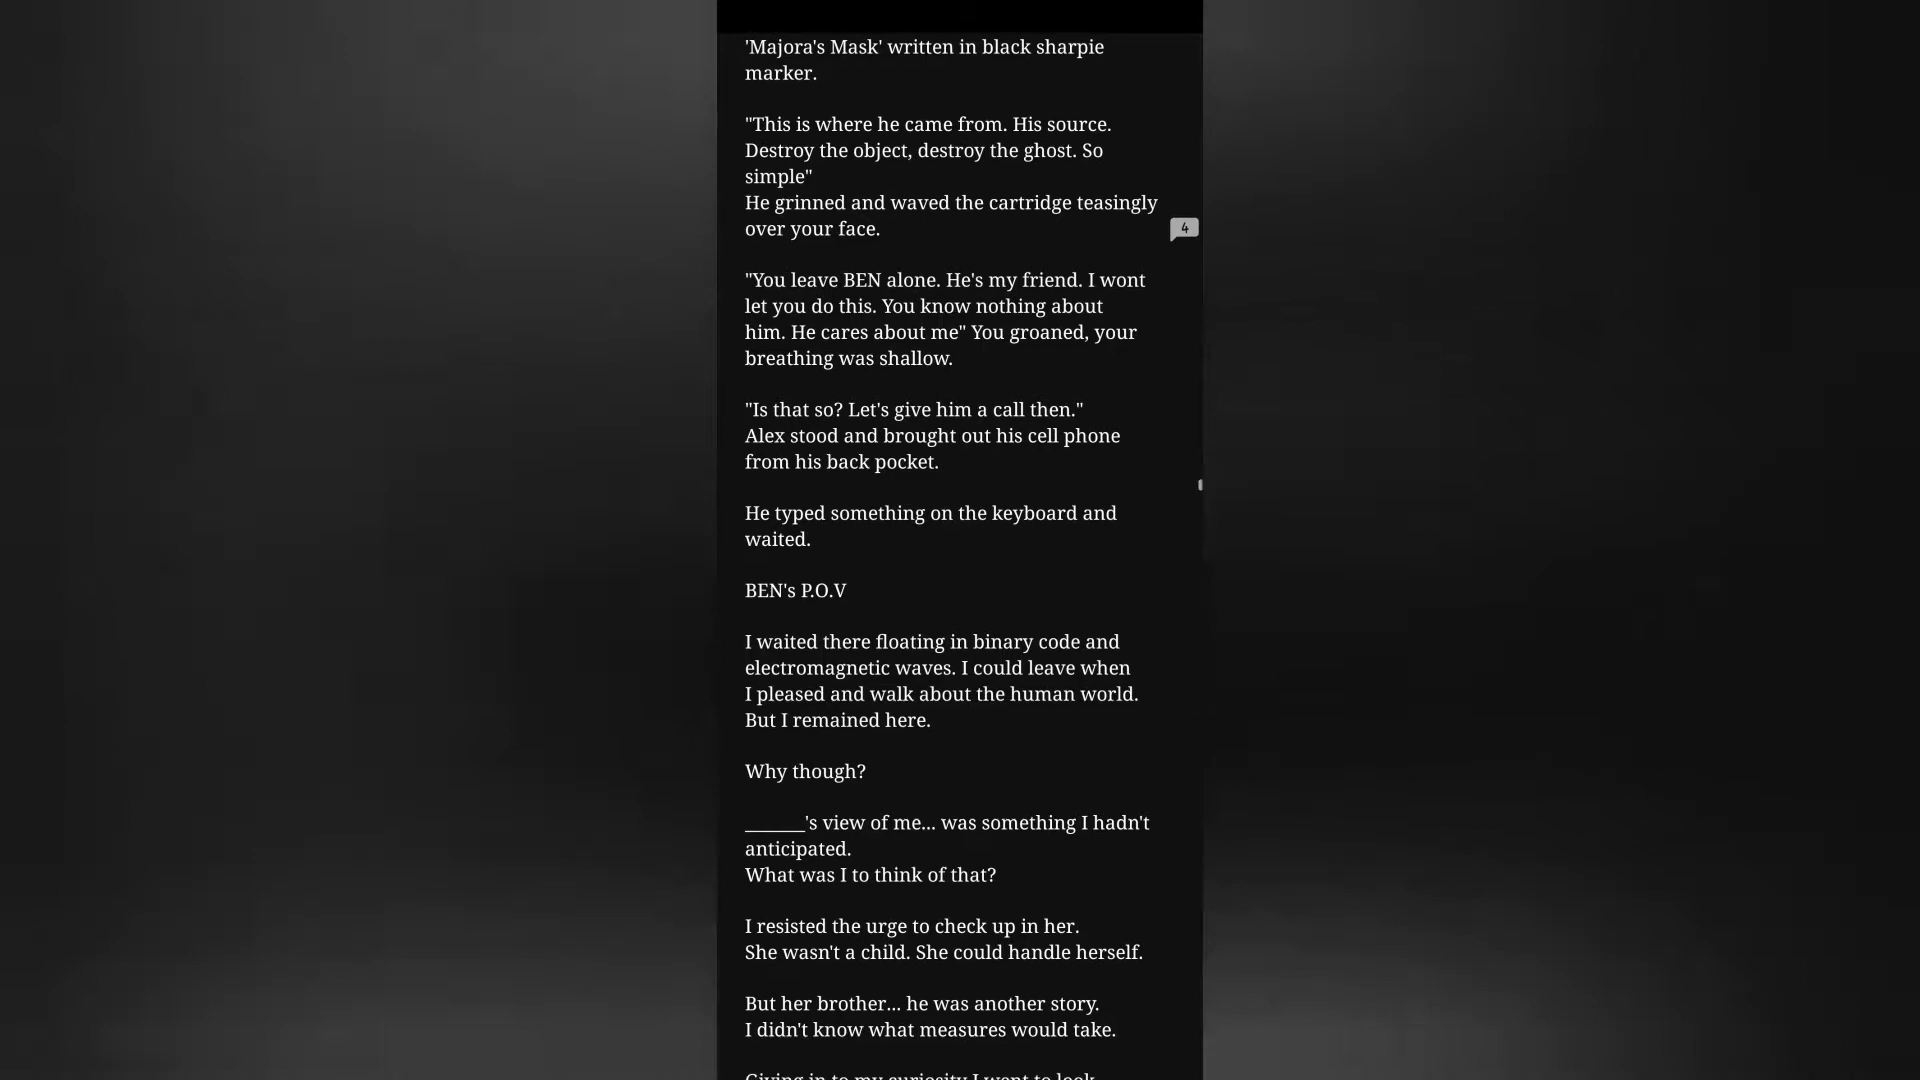 'Majora's Mask' written in black sharpie
marker.
"This is where he came from. His source.
Destroy the object, destroy the ghost. So
simple"
He grinned and waved the cartridge teasingly
over your face.
4
"You leave BEN alone. He's my friend. I wont
let you do this. You know nothing about
him. He cares about me" You groaned, your
breathing was shallow.
"Is that so? Let's give him a call then."
Alex stood and brought out his cell phone
from his back pocket.
He typed something on the keyboard and
waited.
BEN's P.O.V
I waited there floating in binary code and
electromagnetic waves. I could leave when
I pleased and walk about the human world.
But I remained here.
Why though?
______'s view of me... was something I hadn't
anticipated.
What was I to think of that?
I resisted the urge to check up in her.
She wasn't a child. She could handle herself.
But her brother... he was another story.
I didn't know what measures would take.
Giving in to my curiosity I went to look